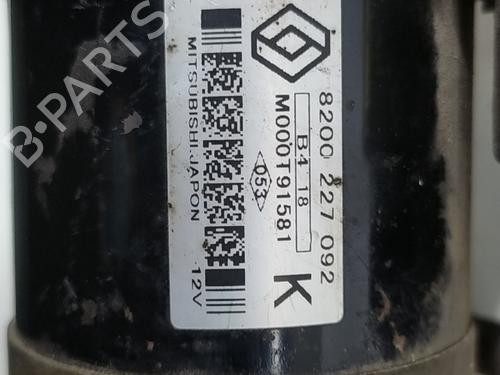 8200 227 092
B4 18
M000T91581
K
053
MITSUBISHI.JAPON
12V
B-PARTS